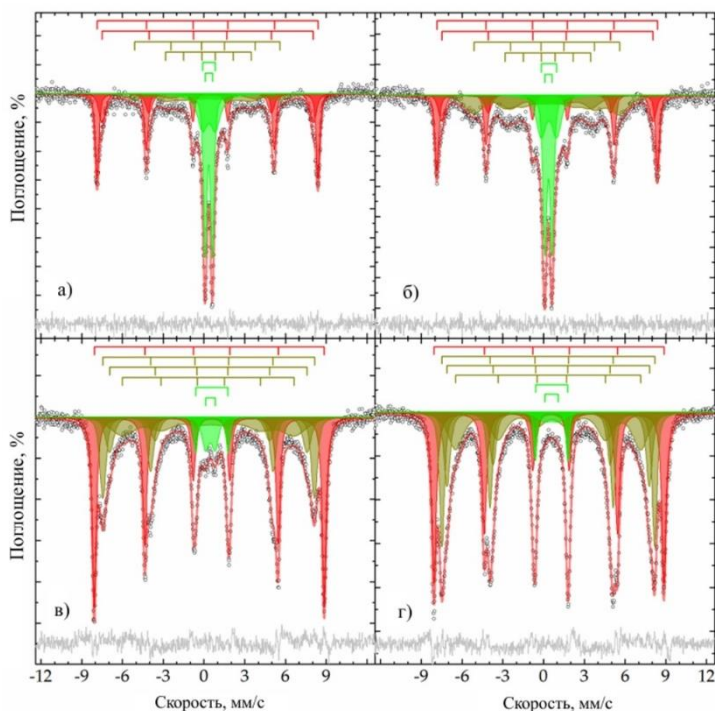 Поглощение, %
а)
б)
Поглощение, %
в)
г)
-12 -9 -6 -3 0 3 6 9
-9 -6 -3 0 3 6 9 12
Скорость, мм/с
Скорость, мм/с